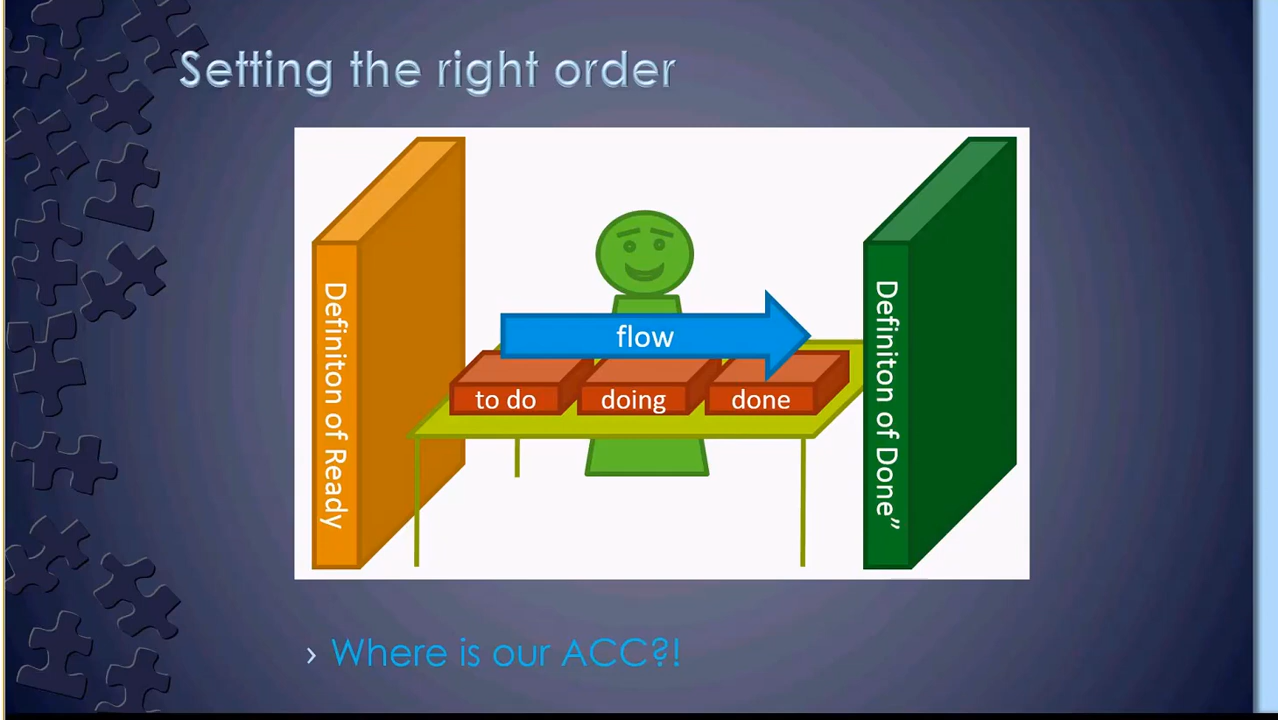 Setting the right order
Definiton of Ready
flow
to do
doing
done
Definiton of Done”
› Where is our ACC?!